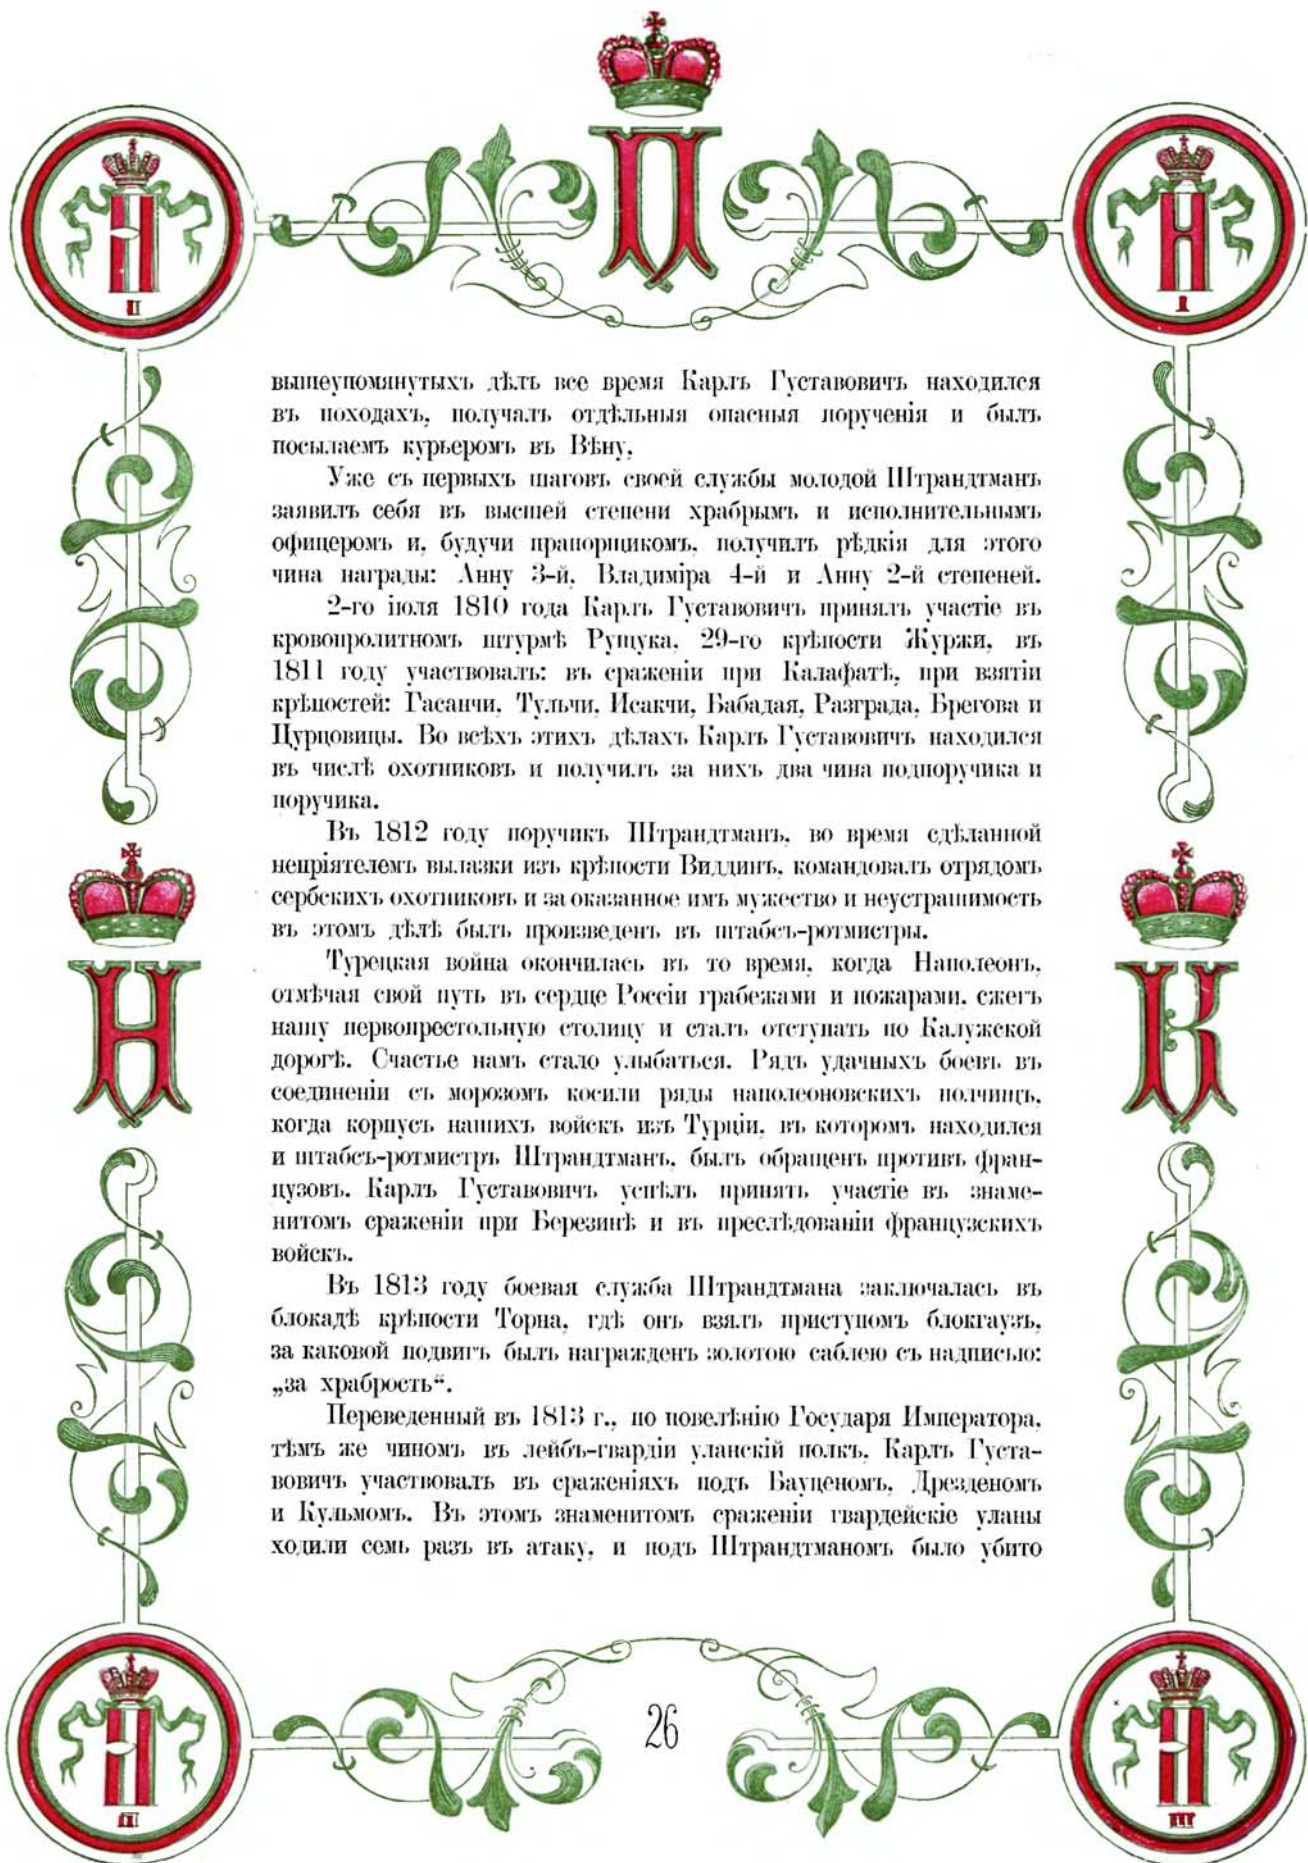 П
II
I
вышеупомянутыхъ дѣлъ все время Карлъ Густавовичъ находился
въ походахъ, получалъ отдѣльныя опасныя порученія и былъ
посылаемъ курьеромъ въ Вѣну.
Уже съ первыхъ шаговъ своей службы молодой Штрандтманъ
заявилъ себя въ высшей степени храбрымъ и исполнительнымъ
офицеромъ и, будучи прапорщикомъ, получилъ рѣдкія для этого
чина награды: Анну 3-й, Владиміра 4-й и Анну 2-й степеней.
2-го іюля 1810 года Карлъ Густавовичъ принялъ участіе въ
кровопролитномъ штурмѣ Рущука, 29-го крѣпости Журжи, въ
1811 году участвовалъ: въ сраженіи при Калафатѣ, при взятіи
крѣпостей: Гасанчи, Тульчи, Исакчи, Бабадая, Разграда, Брегова и
Цурцовицы. Во всѣхъ этихъ дѣлахъ Карлъ Густавовичъ находился
въ числѣ охотниковъ и получилъ за нихъ два чина подпоручика и
поручика.
Въ 1812 году поручикъ Штрандтманъ, во время сдѣланной
непріятелемъ вылазки изъ крѣпости Виддинъ, командовалъ отрядомъ
сербскихъ охотниковъ и за оказанное имъ мужество и неустрашимость
въ этомъ дѣлѣ былъ произведенъ въ штабсъ-ротмистры.
Турецкая война окончилась въ то время, когда Наполеонъ,
отмѣчая свой путь въ сердце Россіи грабежами и пожарами, сжегъ
нашу первопрестольную столицу и сталъ отступать по Калужской
дорогѣ. Счастье намъ стало улыбаться. Рядъ удачныхъ боевъ въ
соединеніи съ морозомъ косили ряды наполеоновскихъ полчищъ,
когда корпусъ нашихъ войскъ изъ Турціи, въ которомъ находился
и штабсъ-ротмистръ Штрандтманъ, былъ обращенъ противъ фран-
цузовъ. Карлъ Густавовичъ успѣлъ принять участіе въ знаме-
нитомъ сраженіи при Березинѣ и въ преслѣдованіи французскихъ
войскъ.
Въ 1813 году боевая служба Штрандтмана заключалась въ
блокадѣ крѣпости Торна, гдѣ онъ взялъ приступомъ блокгаузъ,
за каковой подвигъ былъ награжденъ золотою саблею съ надписью:
„за храбрость“.
Переведенный въ 1813 г., по повелѣнію Государя Императора,
тѣмъ же чиномъ въ лейбъ-гвардіи уланскій полкъ, Карлъ Густа-
вовичъ участвовалъ въ сраженіяхъ подъ Бауценомъ, Дрезденомъ
и Кульмомъ. Въ этомъ знаменитомъ сраженіи гвардейскіе уланы
ходили семь разъ въ атаку, и подъ Штрандтманомъ было убито
Н
К
26
III